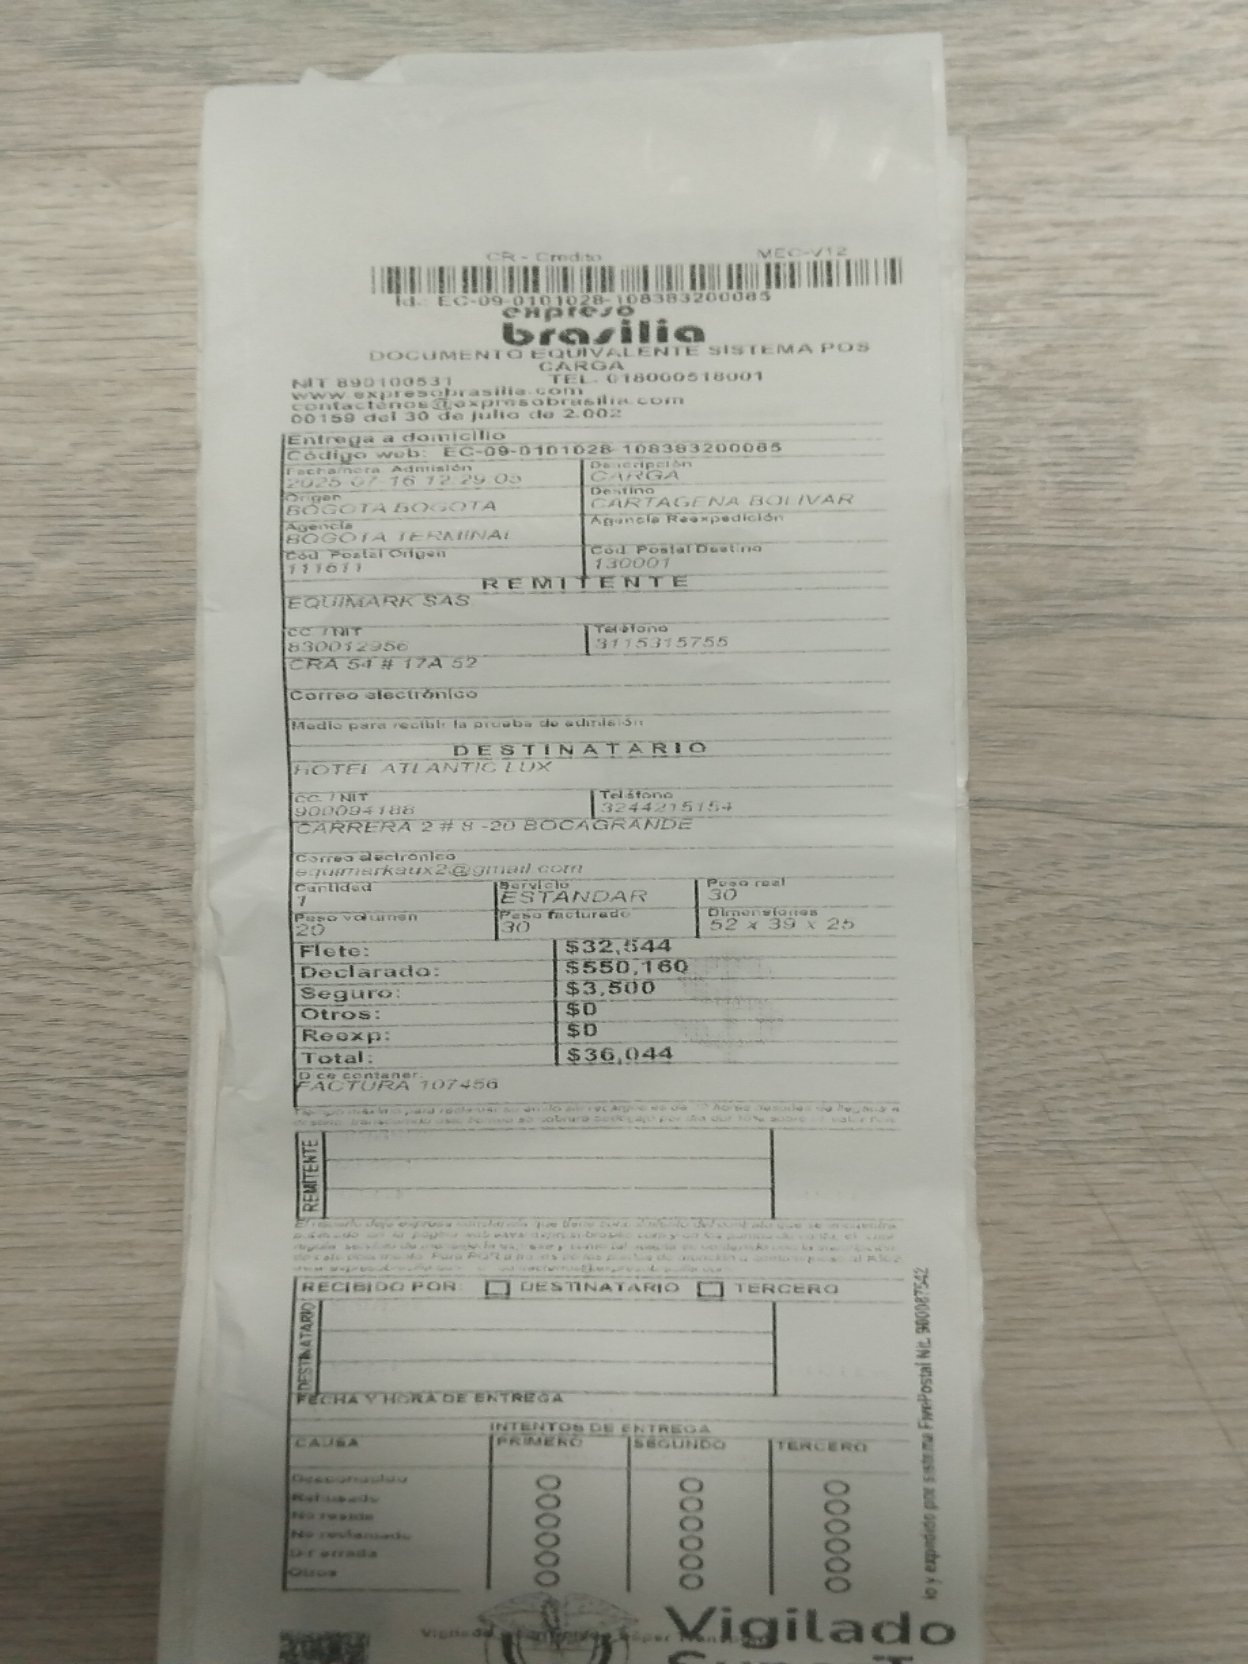 CR - Credito MEC-V12
Id.: EC-09-0101028-108383200085
expreso
brasilia
DOCUMENTO EQUIVALENTE SISTEMA POS
CARGA
NIT 890100531 TEL. 018000518001
www.expresobrasilia.com
contactenos@expresobrasilia.com
00159 del 30 de julio de 2.002
Entrega a domicilio
Código web: EC-09-0101028-108383200085
Fecha/hora Admisión Descripción
2025-07-16 12:29:03 CARGA
Origen Destino
BOGOTA BOGOTA CARTAGENA BOLIVAR
Agencia Agencia Reexpedición
BOGOTA TERMINAL
Cód. Postal Origen Cód. Postal Destino
111611 130001
REMITENTE
EQUIMARK SAS
CC. / NIT Teléfono
830012956 3115315755
CRA 54 # 17A 52
Correo electrónico
Medio para recibir la prueba de admisión
DESTINATARIO
HOTEL ATLANTIC LUX
CC. / NIT Teléfono
900094188 3244215154
CARRERA 2 # 8 -20 BOCAGRANDE
Correo electrónico
equimarkaux2@gmail.com
Cantidad Servicio Peso real
1 ESTANDAR 30
Peso volumen Peso facturado Dimensiones
20 30 52 x 39 x 25
Flete: $32,544
Declarado: $550,160
Seguro: $3,500
Otros: $0
Reexp: $0
Total: $36,044
Dice contener:
FACTURA 107456
REMITENTE
RECIBIDO POR: DESTINATARIO TERCERO
DESTINATARIO
FECHA Y HORA DE ENTREGA
INTENTOS DE ENTREGA
CAUSA PRIMERO SEGUNDO TERCERO
Desconocido
Rehusado
No reside
No reclamado
Dir errada
Otros
y expedido por sistema FivePostal Nit. 900087542
Vigilado